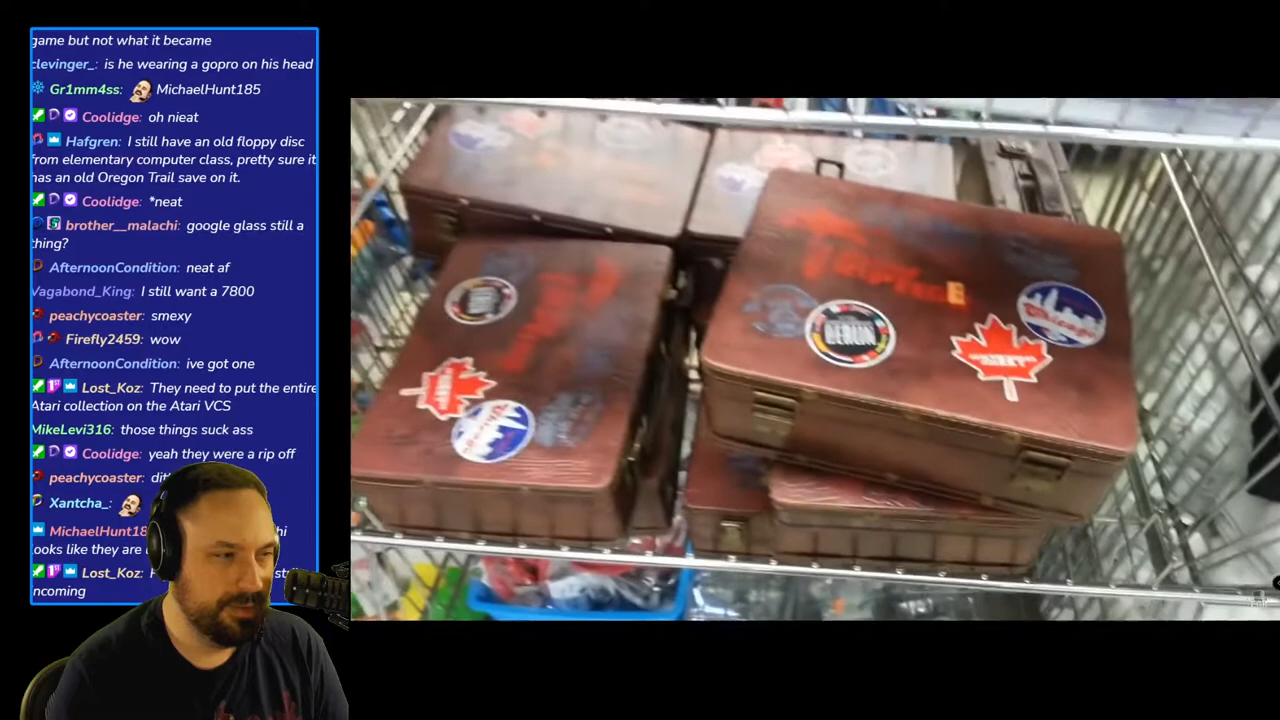 game but not what it became
clevinger_: is he wearing a gopro on his head
Gr1mm4ss: MichaelHunt185
Coolidge: oh nieat
Hafgren: I still have an old floppy disc
from elementary computer class, pretty sure it
has an old Oregon Trail save on it.
Coolidge: *neat
brother__malachi: google glass still a
thing?
AfternoonCondition: neat af
Vagabond_King: I still want a 7800
peachycoaster: smexy
Firefly2459: wow
AfternoonCondition: ive got one
Lost_Koz: They need to put the entire
Atari collection on the Atari VCS
MikeLevi316: those things suck ass
Coolidge: yeah they were a rip off
peachycoaster:
Xantcha_:
looks like they are
Lost_Koz:
incoming
BERLIN
Chicago